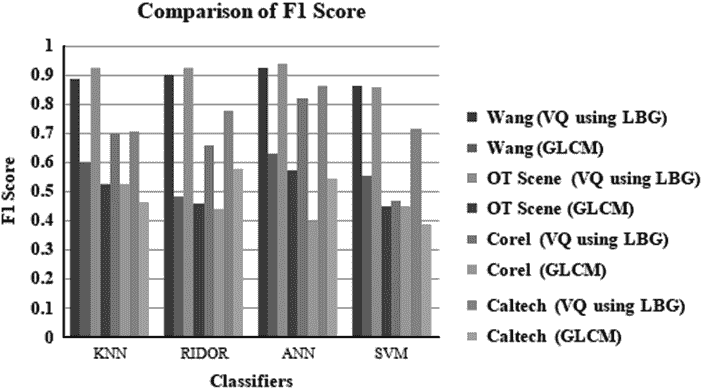 Comparison of F1 Score
1
0.9
0.8
0.7
0.6
0.5
0.4
0.3
0.2
0.1
0
F1 Score
KNN
RIDOR
ANN
SVM
Classifiers
Wang (VQ using LBG)
Wang (GLCM)
OT Scene (VQ using LBG)
OT Scene (GLCM)
Corel (VQ using LBG)
Corel (GLCM)
Caltech (VQ using LBG)
Caltech (GLCM)